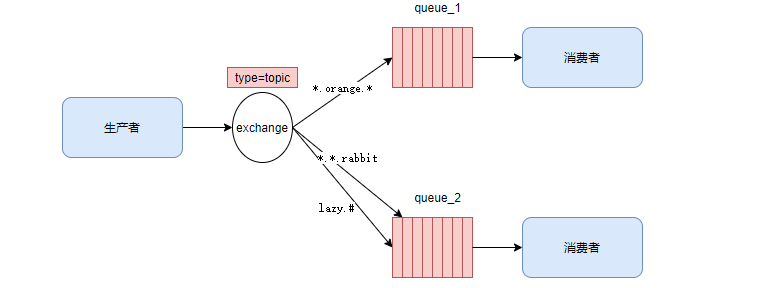 queue_1
type=topic
*.orange.*
消费者
生产者
exchange
*.*.rabbit
lazy.#
queue_2
消费者